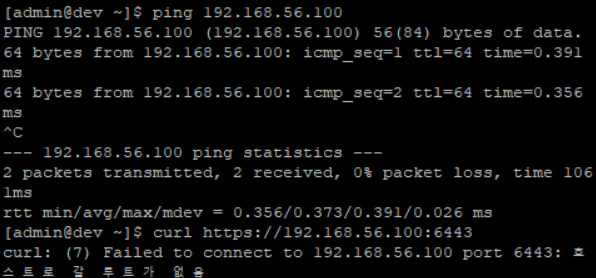 [admin@dev ~]$ ping 192.168.56.100
PING 192.168.56.100 (192.168.56.100) 56(84) bytes of data.
64 bytes from 192.168.56.100: icmp_seq=1 ttl=64 time=0.391
ms
64 bytes from 192.168.56.100: icmp_seq=2 ttl=64 time=0.356
ms
^C
--- 192.168.56.100 ping statistics ---
2 packets transmitted, 2 received, 0% packet loss, time 106
1ms
rtt min/avg/max/mdev = 0.356/0.373/0.391/0.026 ms
[admin@dev ~]$ curl https://192.168.56.100:6443
curl: (7) Failed to connect to 192.168.56.100 port 6443: 호
스트로 갈 루트가 없음